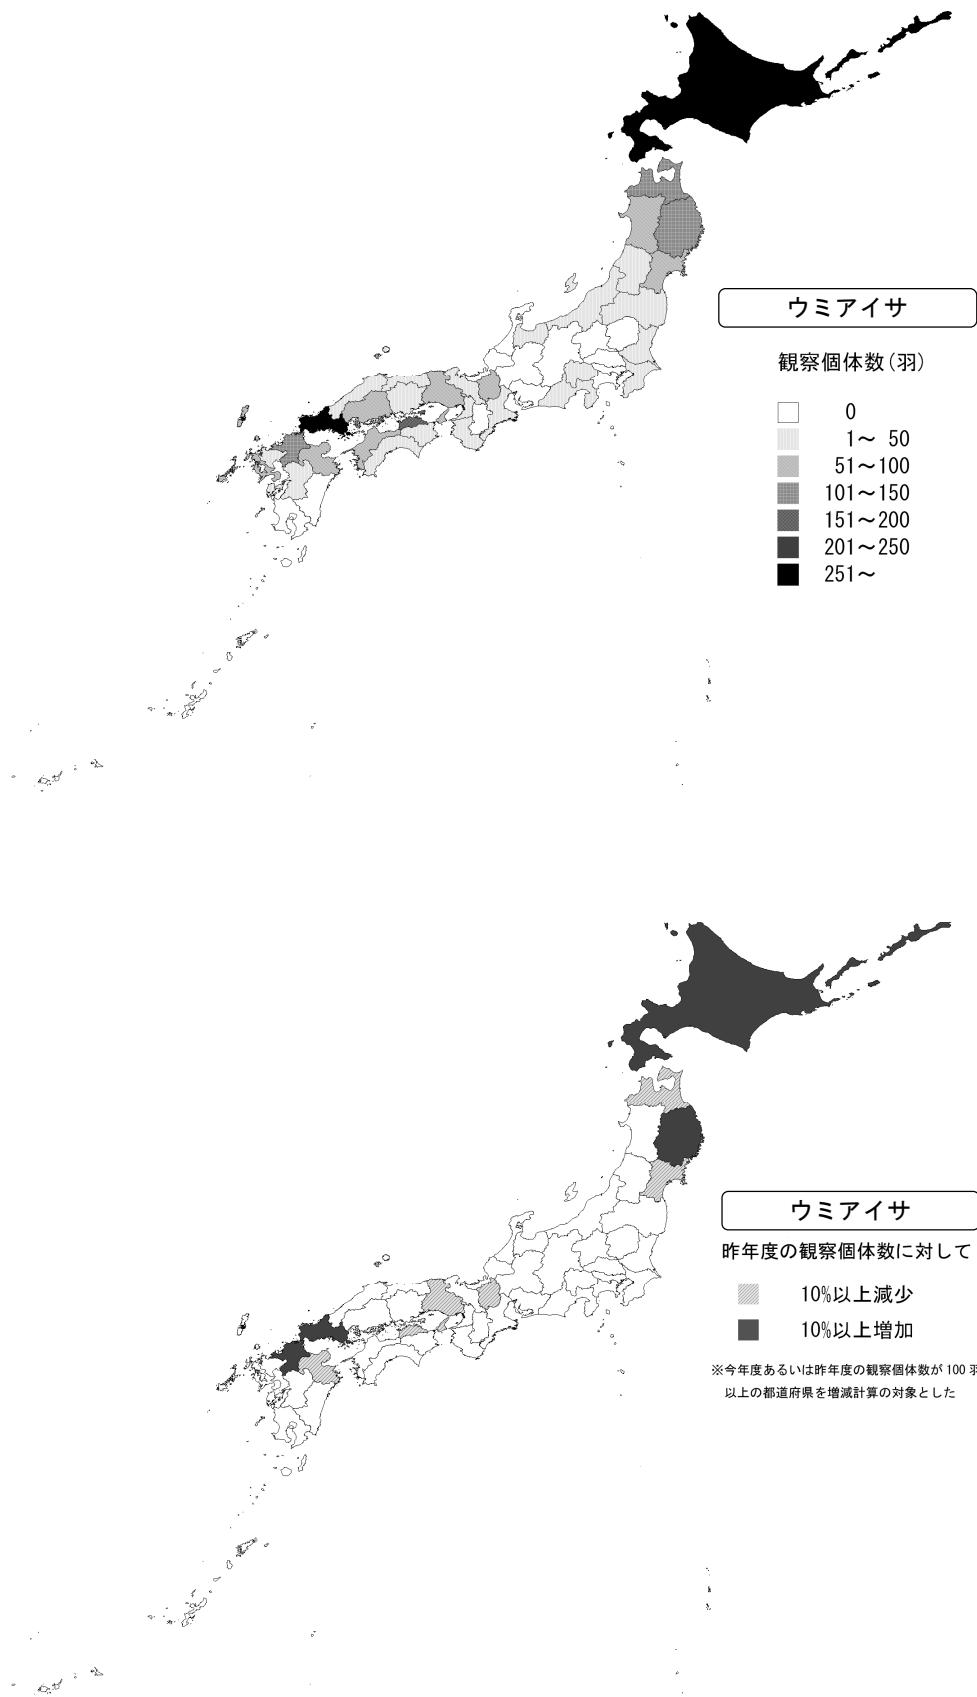 ウミアイサ
観察個体数(羽)
0
1～ 50
51～100
101～150
151～200
201～250
251～
ウミアイサ
昨年度の観察個体数に対して
10%以上減少
10%以上増加
※今年度あるいは昨年度の観察個体数が 100 羽
以上の都道府県を増減計算の対象とした